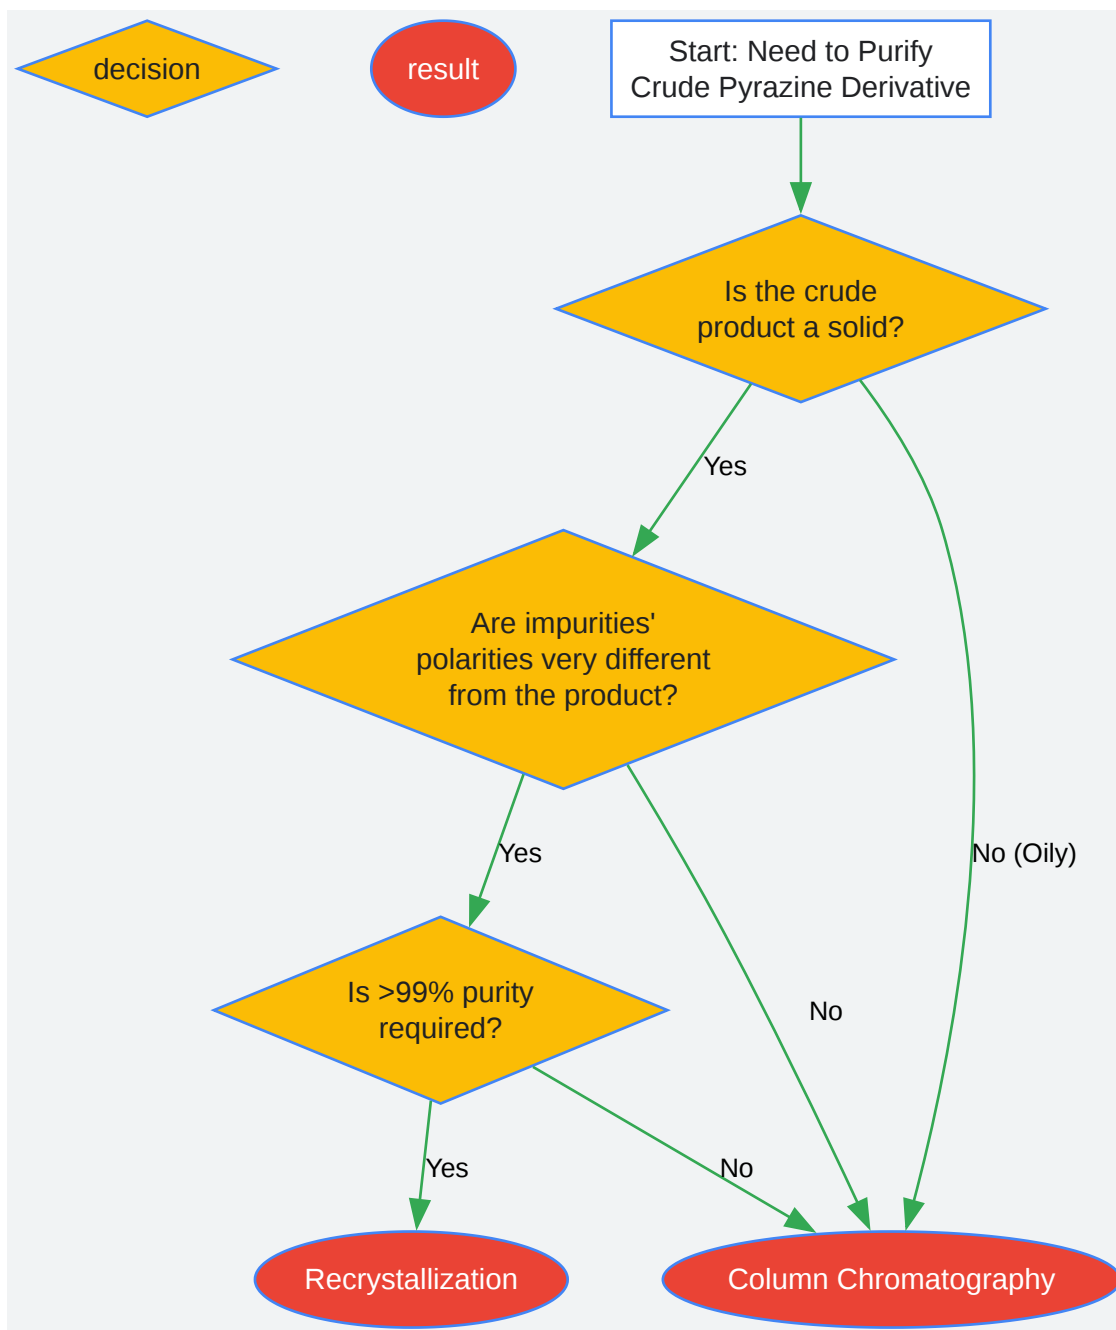 decision
result
Start: Need to Purify
Crude Pyrazine Derivative
Is the crude
product a solid?
Yes
Are impurities'
polarities very different
from the product?
Yes
No (Oily)
Is >99% purity
required?
No
Yes
No
Recrystallization
Column Chromatography